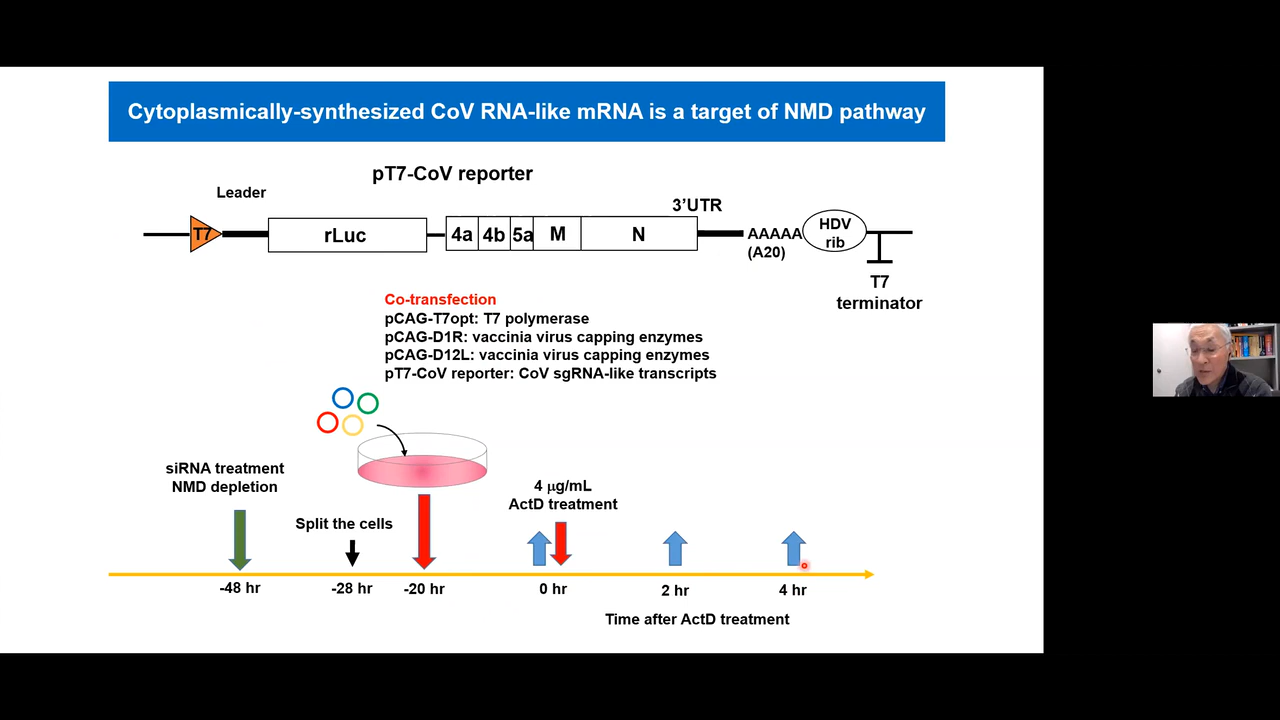 Cytoplasmically-synthesized CoV RNA-like mRNA is a target of NMD pathway
pT7-CoV reporter
Leader
3’UTR
T7
rLuc
4a
4b
5a
M
N
AAAAA
(A20)
HDV
rib
T7
terminator
Co-transfection
pCAG-T7opt: T7 polymerase
pCAG-D1R: vaccinia virus capping enzymes
pCAG-D12L: vaccinia virus capping enzymes
pT7-CoV reporter: CoV sgRNA-like transcripts
siRNA treatment
NMD depletion
Split the cells
4 μg/mL
ActD treatment
-48 hr
-28 hr
-20 hr
0 hr
2 hr
4 hr
Time after ActD treatment